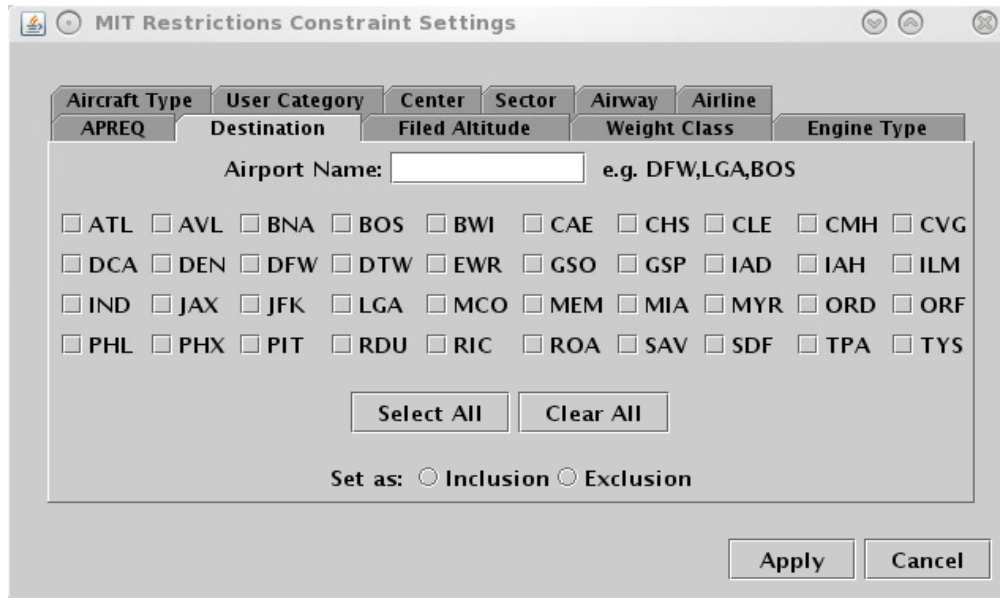 MIT Restrictions Constraint Settings
Aircraft Type User Category Center Sector Airway Airline
APREQ Destination Filed Altitude Weight Class Engine Type
Airport Name: e.g. DFW,LGA,BOS
ATL AVL BNA BOS BWI CAE CHS CLE CMH CVG
DCA DEN DFW DTW EWR GSO GSP IAD IAH ILM
IND JAX JFK LGA MCO MEM MIA MYR ORD ORF
PHL PHX PIT RDU RIC ROA SAV SDF TPA TYS
Select All Clear All
Set as: Inclusion Exclusion
Apply Cancel